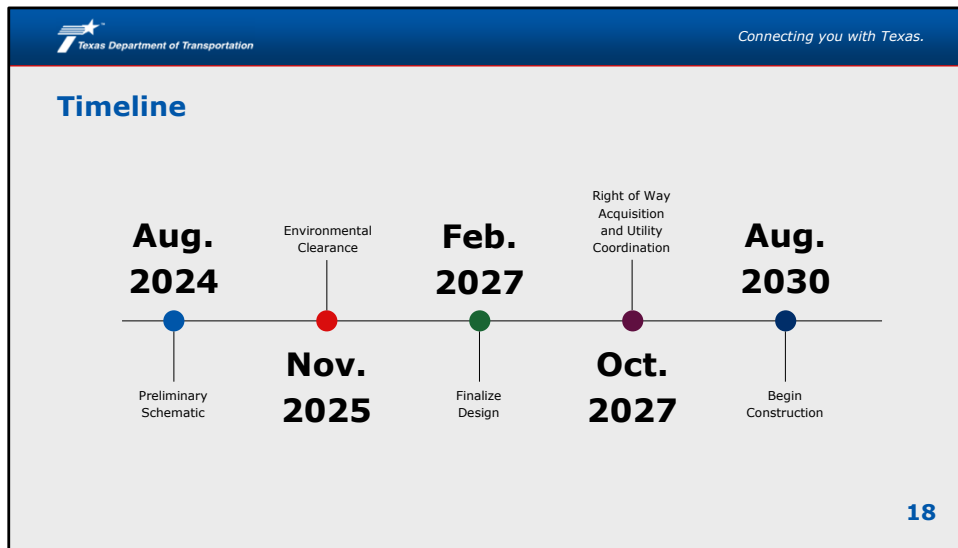 Texas Department of Transportation
Connecting you with Texas.
Timeline
Aug.
2024
Preliminary
Schematic
Environmental
Clearance
Nov.
2025
Feb.
2027
Finalize
Design
Right of Way
Acquisition
and Utility
Coordination
Oct.
2027
Aug.
2030
Begin
Construction
18